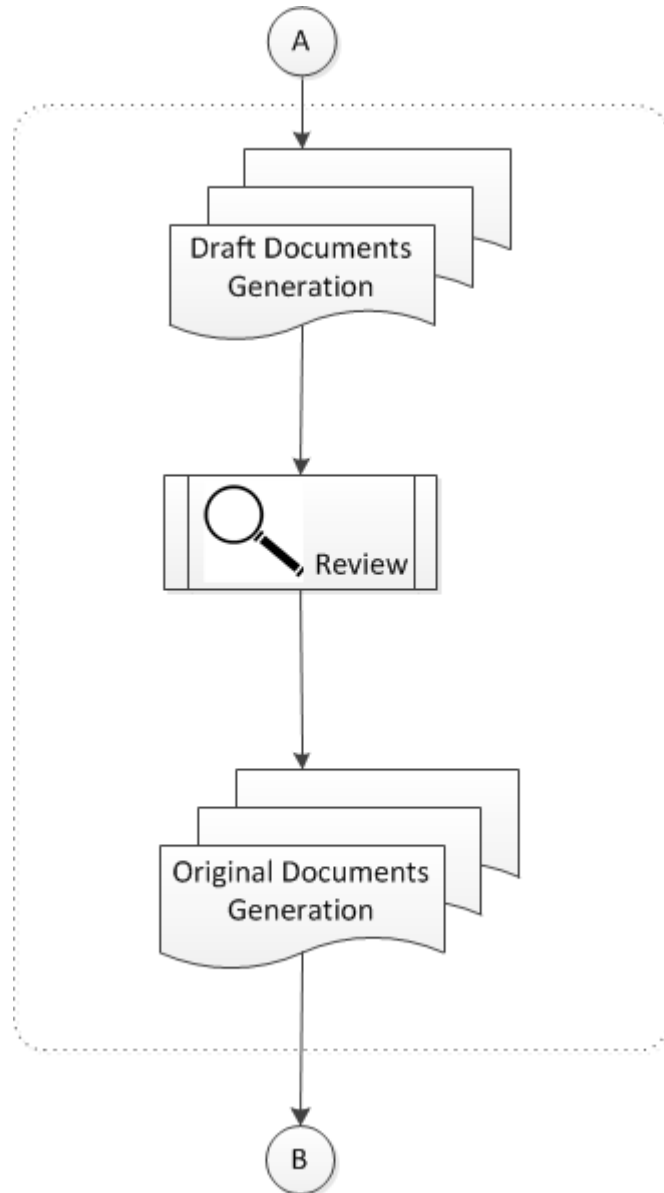 A
Draft Documents
Generation
Review
Original Documents
Generation
B